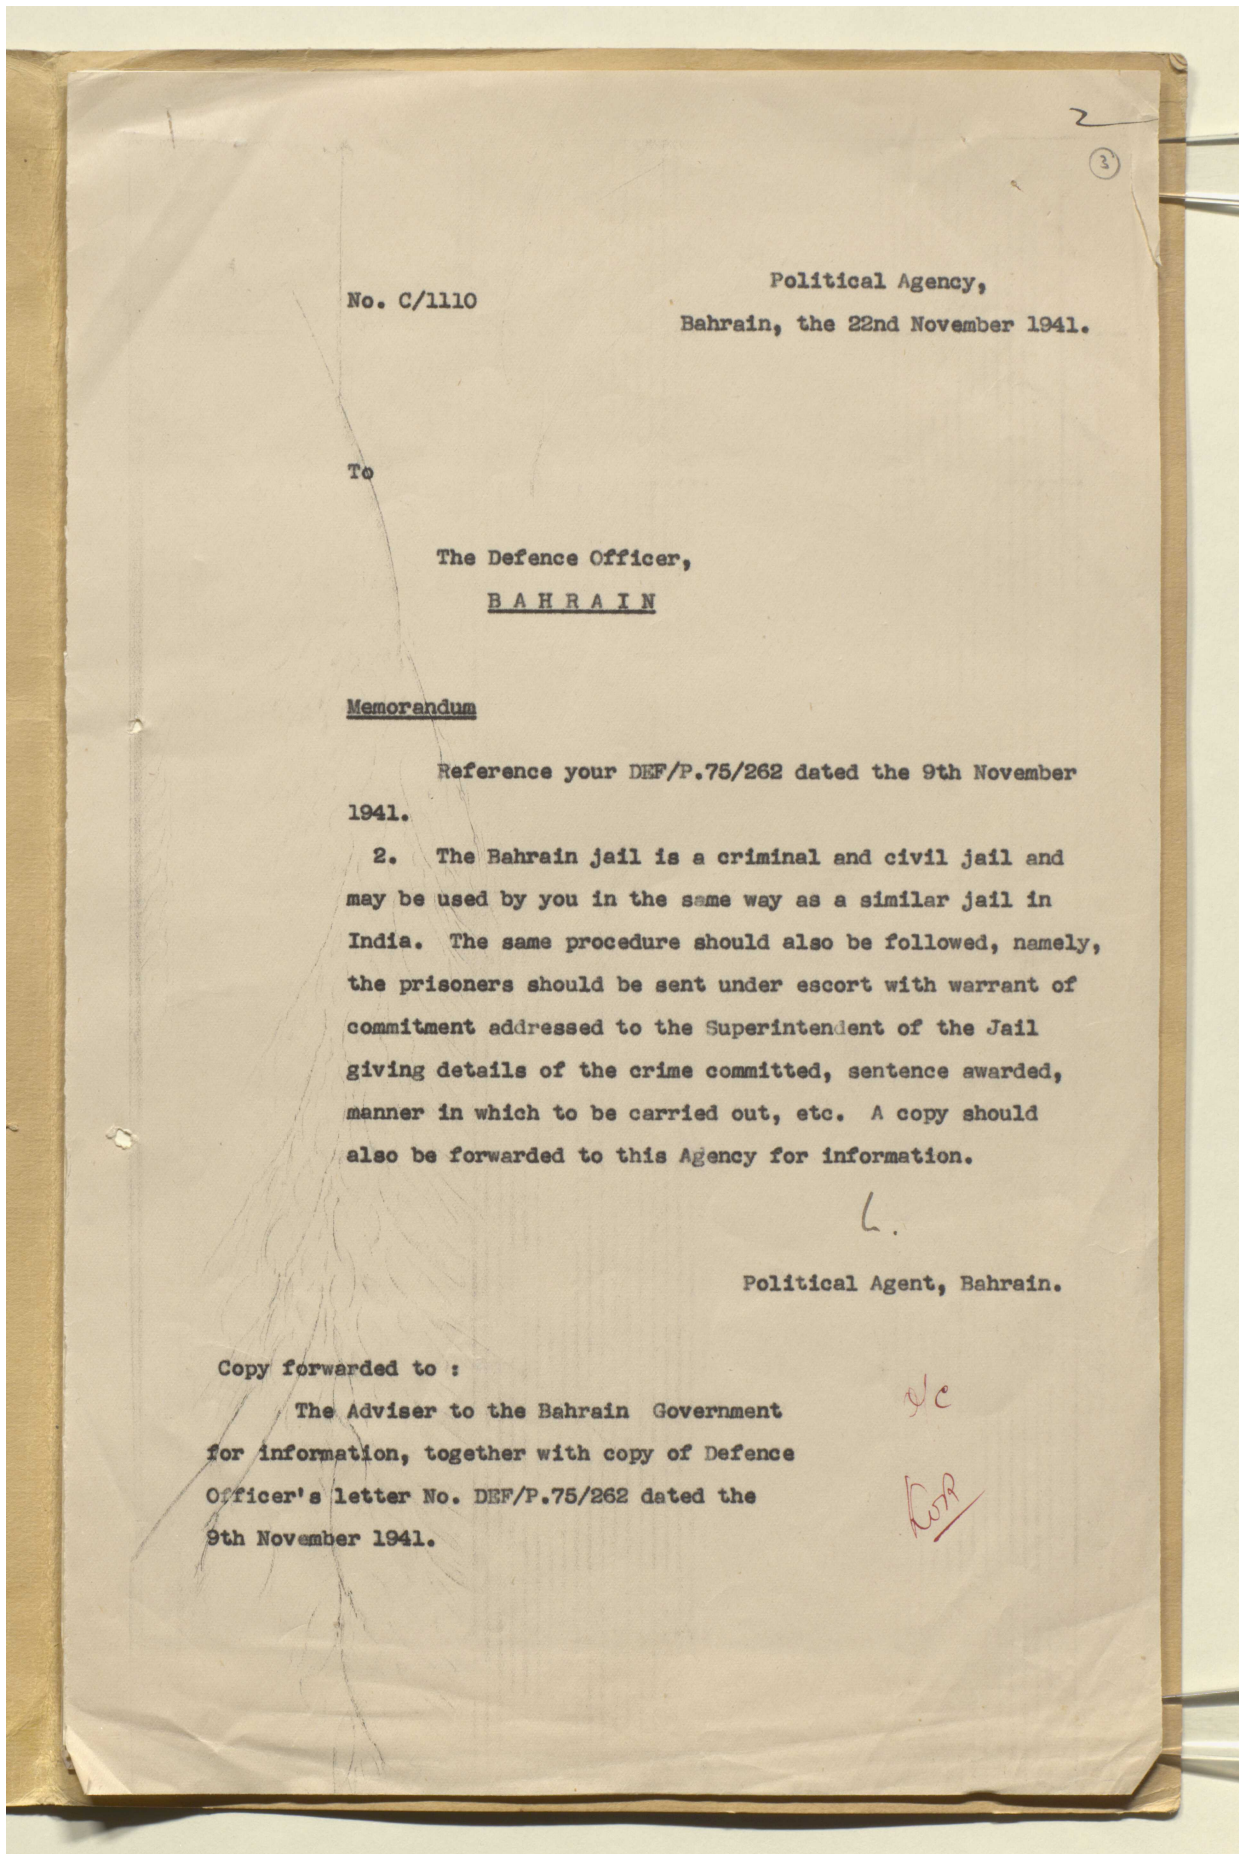 2
3
Political Agency,
No. C/1110
Bahrain, the 22nd November 1941.
To
The Defence Officer,
BAHRAIN
Memorandum
Reference your DEF/P.75/262 dated the 9th November
1941.
2. The Bahrain jail is a criminal and civil jail and
may be used by you in the same way as a similar jail in
India. The same procedure should also be followed, namely,
the prisoners should be sent under escort with warrant of
commitment addressed to the Superintendent of the Jail
giving details of the crime committed, sentence awarded,
manner in which to be carried out, etc. A copy should
also be forwarded to this Agency for information.
Political Agent, Bahrain.
Copy forwarded to :
The Adviser to the Bahrain Government
for information, together with copy of Defence
Officer's letter No. DEF/P.75/262 dated the
9th November 1941.